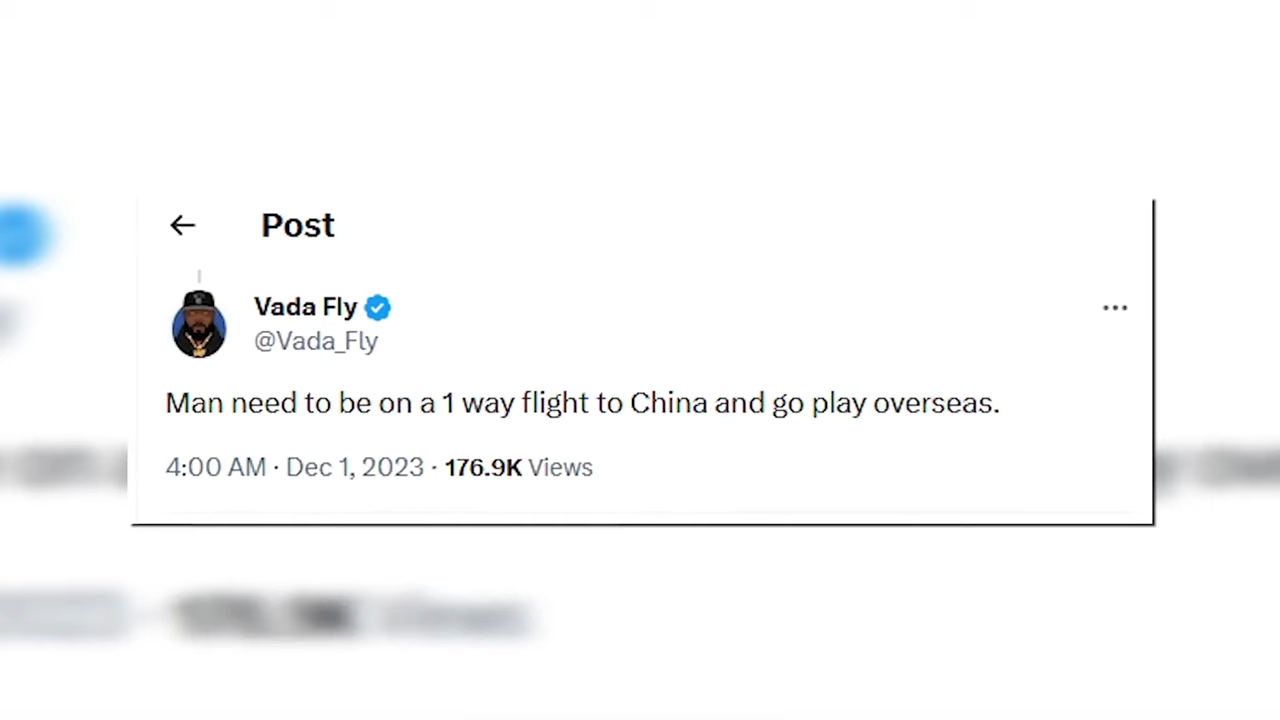 Post
Vada Fly
@Vada_Fly
Man need to be on a 1 way flight to China and go play overseas.
4:00 AM · Dec 1, 2023 · 176.9K Views